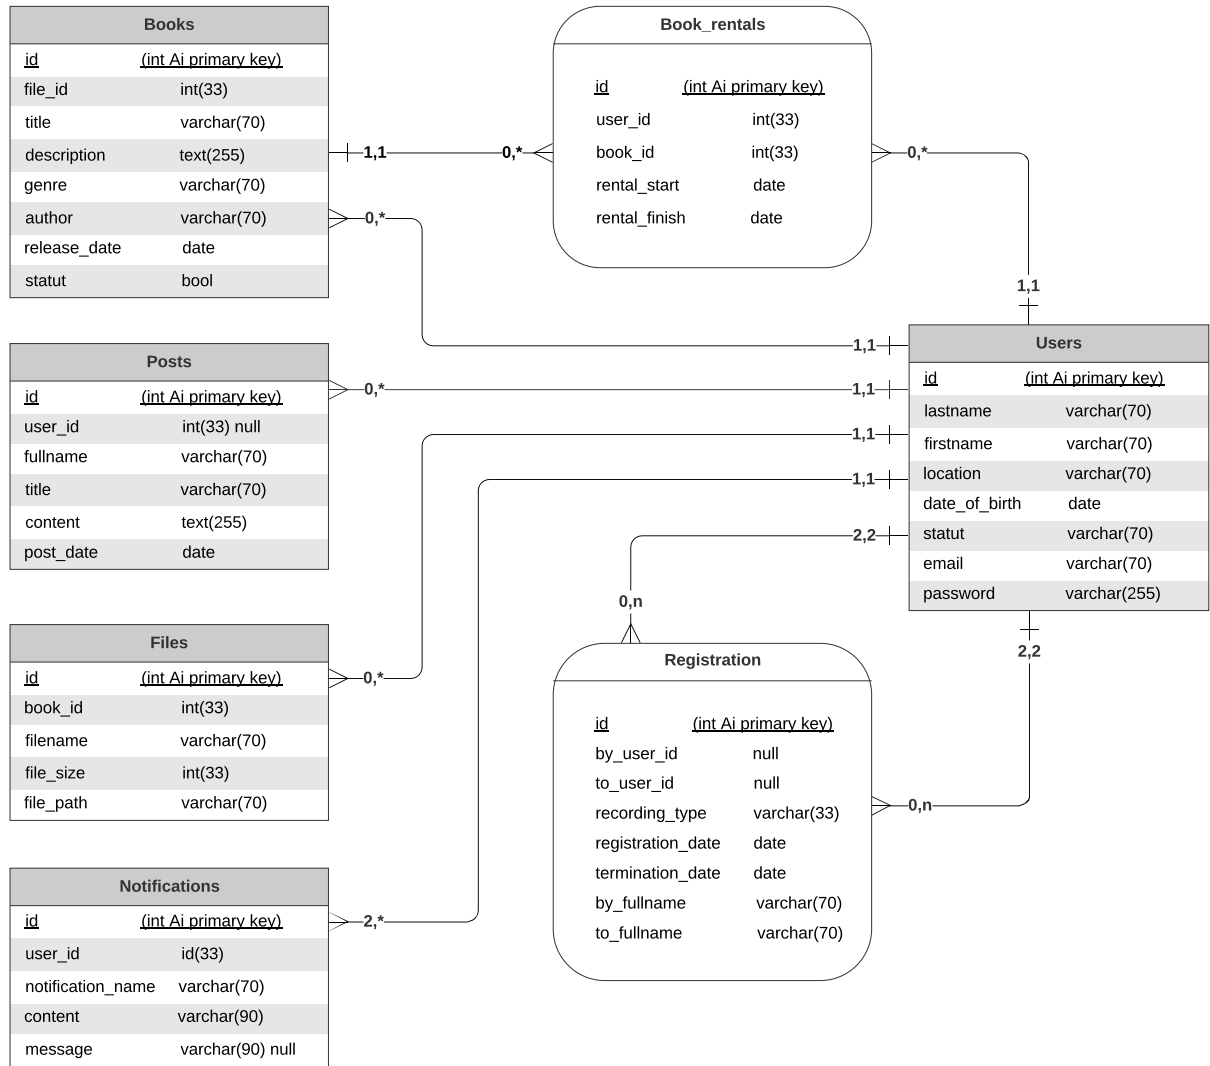 Books
id (int Ai primary key)
file_id int(33)
title varchar(70)
description text(255)
genre varchar(70)
author varchar(70)
release_date date
statut bool
1,1
0,*
0,*
Book_rentals
id (int Ai primary key)
user_id int(33)
book_id int(33)
rental_start date
rental_finish date
0,*
1,1
1,1
Posts
id (int Ai primary key)
user_id int(33) null
fullname varchar(70)
title varchar(70)
content text(255)
post_date date
0,*
1,1
1,1
1,1
2,2
0,n
Users
id (int Ai primary key)
lastname varchar(70)
firstname varchar(70)
location varchar(70)
date_of_birth date
statut varchar(70)
email varchar(70)
password varchar(255)
2,2
Files
id (int Ai primary key)
book_id int(33)
filename varchar(70)
file_size int(33)
file_path varchar(70)
0,*
Registration
id (int Ai primary key)
by_user_id null
to_user_id null
recording_type varchar(33)
registration_date date
termination_date date
by_fullname varchar(70)
to_fullname varchar(70)
0,n
Notifications
id (int Ai primary key)
user_id id(33)
notification_name varchar(70)
content varchar(90)
message varchar(90) null
2,*